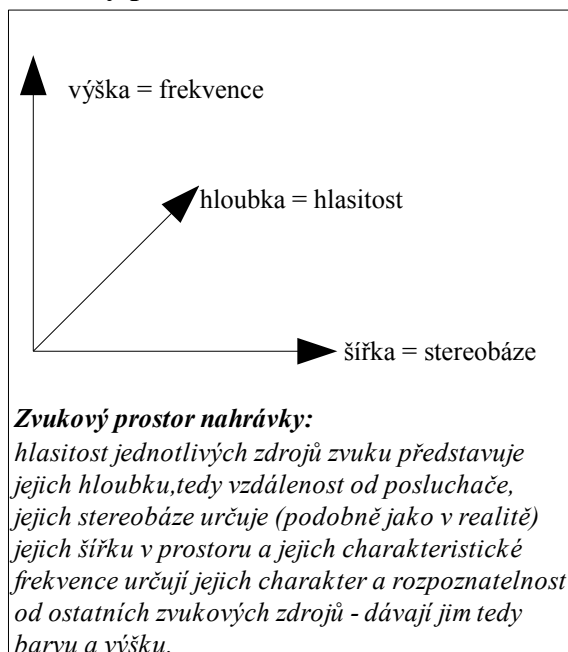 výška = frekvence
hloubka = hlasitost
šířka = stereobáze
Zvukový prostor nahrávky:
hlasitost jednotlivých zdrojů zvuku představuje
jejich hloubku,tedy vzdálenost od posluchače,
jejich stereobáze určuje (podobně jako v realitě)
jejich šířku v prostoru a jejich charakteristické
frekvence určují jejich charakter a rozpoznatelnost
od ostatních zvukových zdrojů - dávají jim tedy
barvu a výšku.